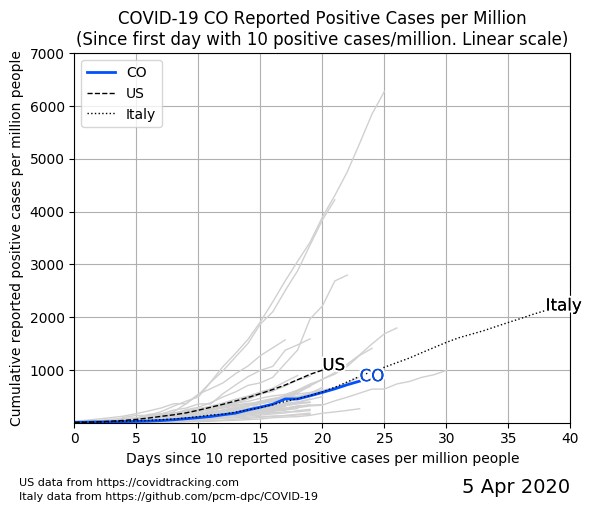 COVID-19 CO Reported Positive Cases per Million
(Since first day with 10 positive cases/million. Linear scale)
Cumulative reported positive cases per million people
7000
6000
5000
4000
3000
2000
1000
CO
US
Italy
Italy
US
CO
0 5 10 15 20 25 30 35 40
Days since 10 reported positive cases per million people
US data from https://covidtracking.com
Italy data from https://github.com/pcm-dpc/COVID-19
5 Apr 2020